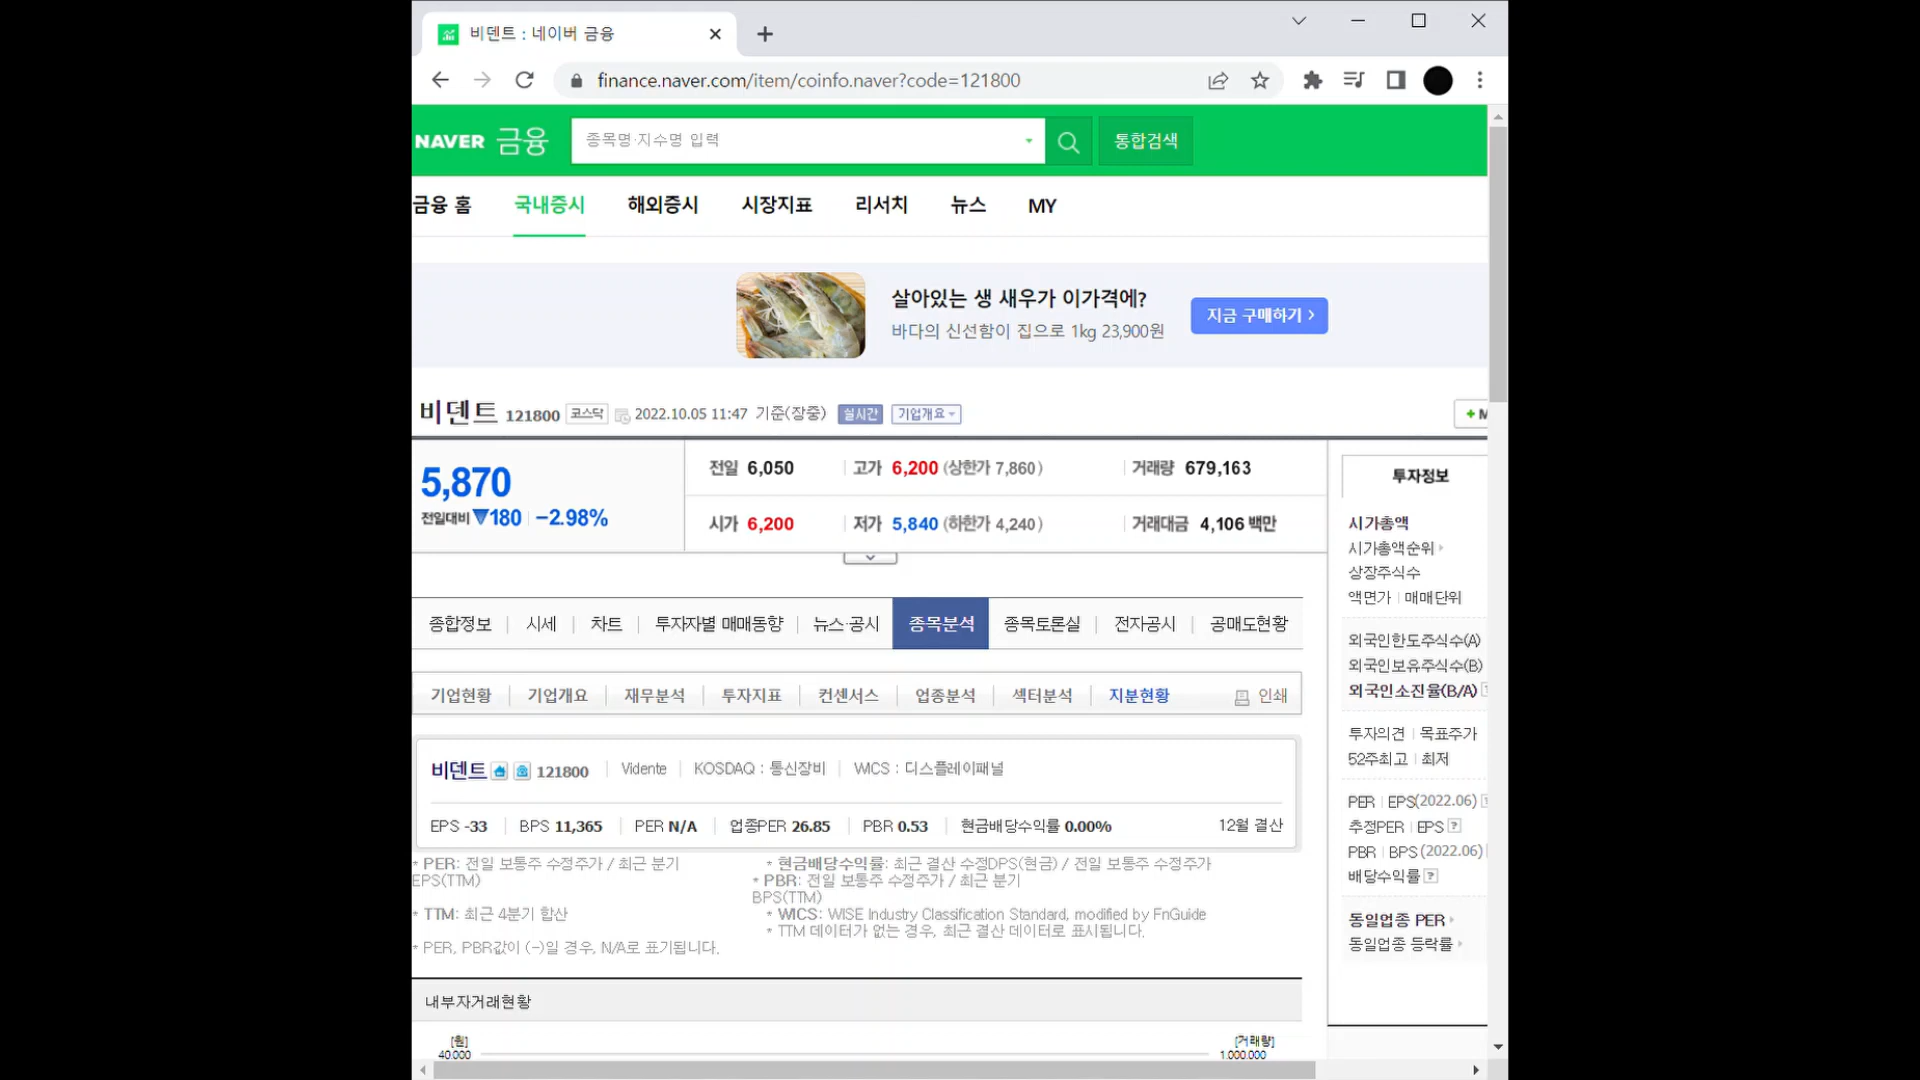 비덴트 : 네이버 금융
finance.naver.com/item/coinfo.naver?code=121800
NAVER 금융 종목명·지수명 입력 통합검색
금융 홈 국내증시 해외증시 시장지표 리서치 뉴스 MY
살아있는 생 새우가 이가격에?
바다의 신선함이 집으로 1kg 23,900원
지금 구매하기
비덴트 121800 코스닥 2022.10.05 11:47 기준(장중) 실시간 기업개요
5,870
전일대비 ▼180 -2.98%
전일 6,050 고가 6,200 (상한가 7,860) 거래량 679,163
시가 6,200 저가 5,840 (하한가 4,240) 거래대금 4,106 백만
종합정보 시세 차트 투자자별 매매동향 뉴스·공시 종목분석 종목토론실 전자공시 공매도현황
기업현황 기업개요 재무분석 투자지표 컨센서스 업종분석 섹터분석 지분현황 인쇄
비덴트 121800 Vidente KOSDAQ : 통신장비 WICS : 디스플레이패널
EPS -33 BPS 11,365 PER N/A 업종PER 26.85 PBR 0.53 현금배당수익률 0.00% 12월 결산
* PER: 전일 보통주 수정주가 / 최근 분기
EPS(TTM)
* TTM: 최근 4분기 합산
* PER, PBR값이 (-)일 경우, N/A로 표기됩니다.
* 현금배당수익률: 최근 결산 수정DPS(현금) / 전일 보통주 수정주가
* PBR: 전일 보통주 수정주가 / 최근 분기
BPS(TTM)
* WICS: WISE Industry Classification Standard, modified by FnGuide
* TTM 데이터가 없는 경우, 최근 결산 데이터로 표시됩니다.
내부자거래현황
[원] [거래량]
40,000 1,000,000
투자정보
시가총액
시가총액순위
상장주식수
액면가 매매단위
외국인한도주식수(A)
외국인보유주식수(B)
외국인소진율(B/A)
투자의견 목표주가
52주최고 최저
PER EPS(2022.06)
추정PER EPS
PBR BPS (2022.06)
배당수익률
동일업종 PER
동일업종 등락률